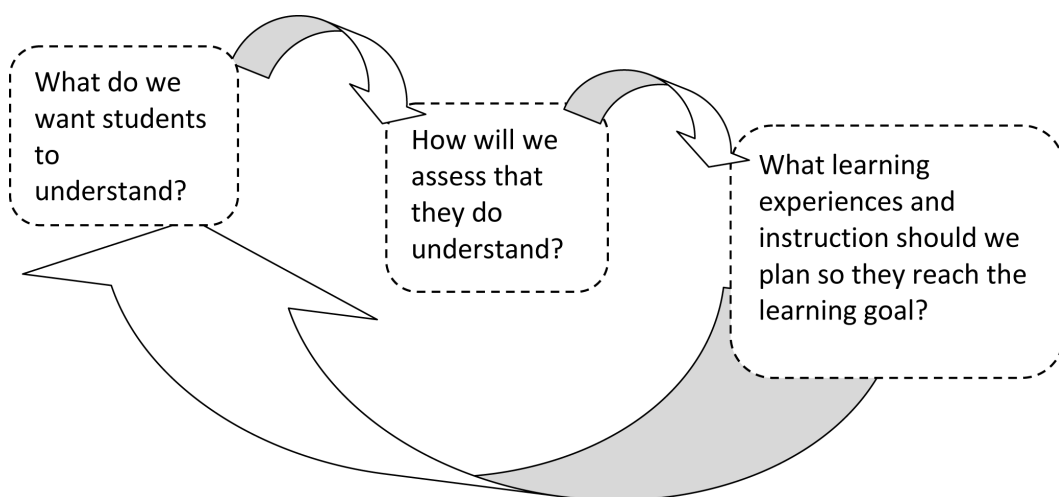 What do we
want students
to
understand?
How will we
assess that
they do
understand?
What learning
experiences and
instruction should we
plan so they reach the
learning goal?